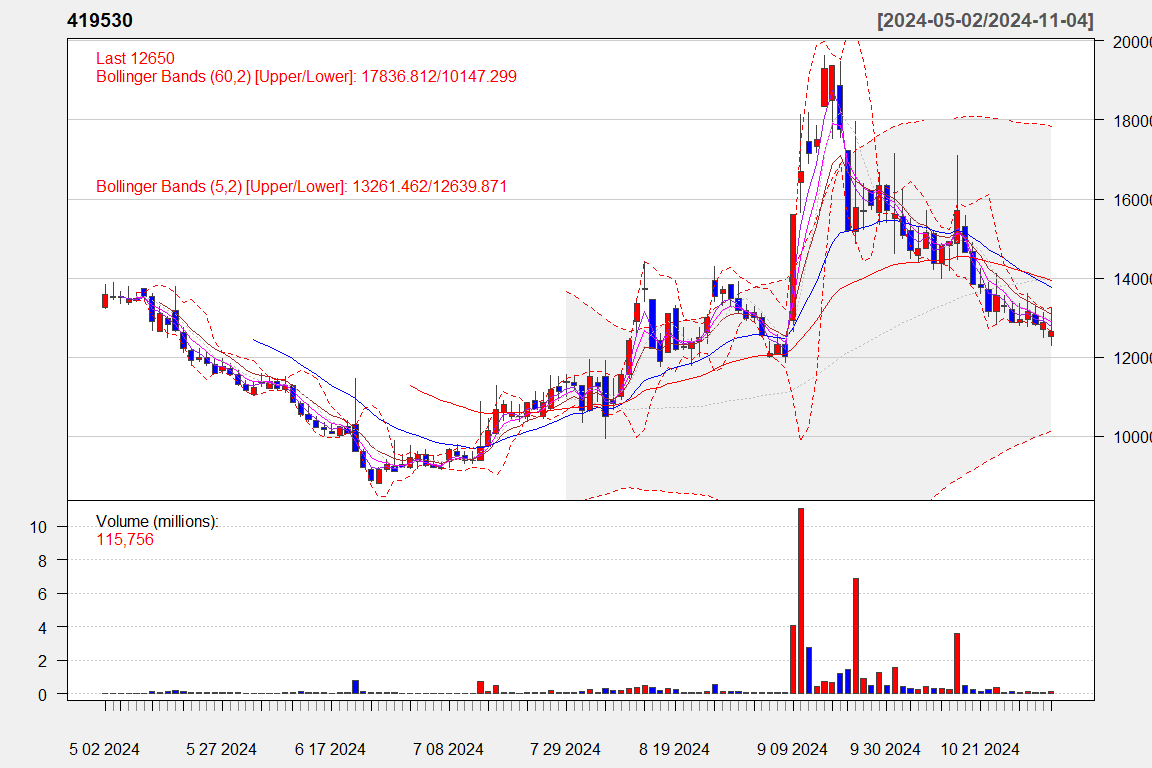 419530 [2024-05-02/2024-11-04]
Last 12650
Bollinger Bands (60,2) [Upper/Lower]: 17836.812/10147.299
Bollinger Bands (5,2) [Upper/Lower]: 13261.462/12639.871
20000
18000
16000
14000
12000
10000
Volume (millions):
115,756
10
8
6
4
2
0
5 02 2024 5 27 2024 6 17 2024 7 08 2024 7 29 2024 8 19 2024 9 09 2024 9 30 2024 10 21 2024